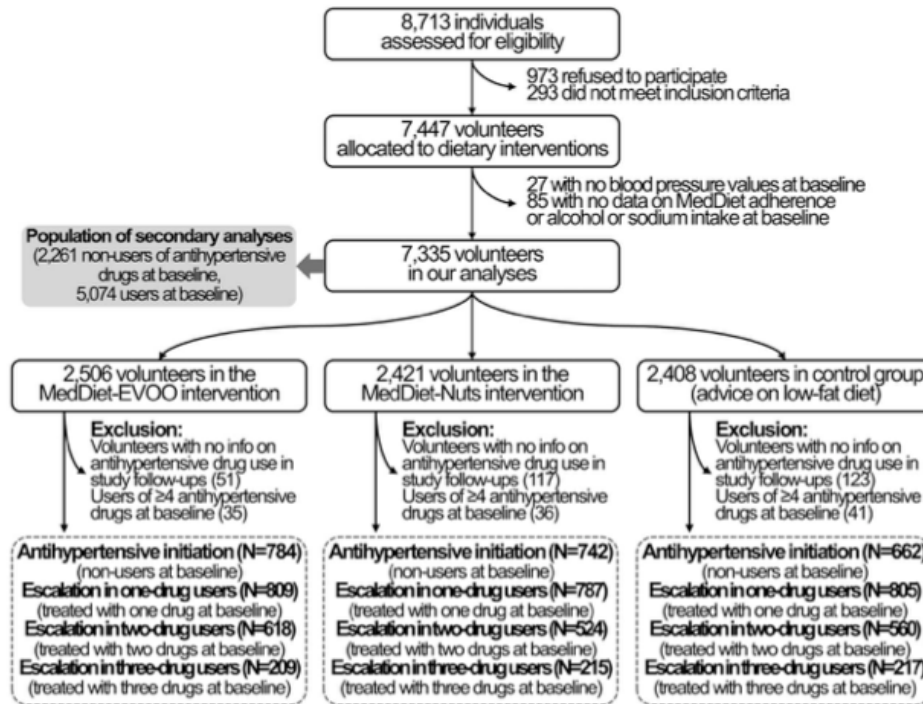 8,713 individuals
assessed for eligibility
973 refused to participate
293 did not meet inclusion criteria
7,447 volunteers
allocated to dietary interventions
27 with no blood pressure values at baseline
85 with no data on MedDiet adherence
or alcohol or sodium intake at baseline
Population of secondary analyses
(2,261 non-users of antihypertensive
drugs at baseline,
5,074 users at baseline)
7,335 volunteers
in our analyses
2,506 volunteers in the
MedDiet-EVOO intervention
Exclusion:
Volunteers with no info on
antihypertensive drug use in
study follow-ups (51)
Users of ≥4 antihypertensive
drugs at baseline (35)
Antihypertensive initiation (N=784)
(non-users at baseline)
Escalation in one-drug users (N=809)
(treated with one drug at baseline)
Escalation in two-drug users (N=618)
(treated with two drugs at baseline)
Escalation in three-drug users (N=209)
(treated with three drugs at baseline)
2,421 volunteers in the
MedDiet-Nuts intervention
Exclusion:
Volunteers with no info on
antihypertensive drug use in
study follow-ups (117)
Users of ≥4 antihypertensive
drugs at baseline (36)
Antihypertensive initiation (N=742)
(non-users at baseline)
Escalation in one-drug users (N=787)
(treated with one drug at baseline)
Escalation in two-drug users (N=524)
(treated with two drugs at baseline)
Escalation in three-drug users (N=215)
(treated with three drugs at baseline)
2,408 volunteers in control group
(advice on low-fat diet)
Exclusion:
Volunteers with no info on
antihypertensive drug use in
study follow-ups (123)
Users of ≥4 antihypertensive
drugs at baseline (41)
Antihypertensive initiation (N=662)
(non-users at baseline)
Escalation in one-drug users (N=805)
(treated with one drug at baseline)
Escalation in two-drug users (N=560)
(treated with two drugs at baseline)
Escalation in three-drug users (N=217)
(treated with three drugs at baseline)